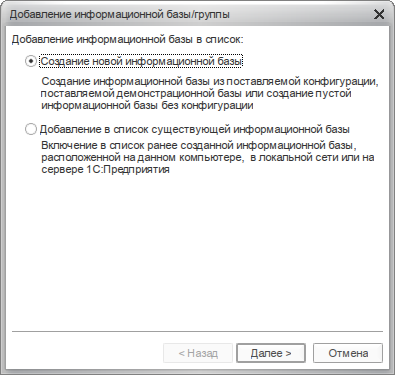 Добавление информационной базы/группы
Добавление информационной базы в список:
Создание новой информационной базы
Создание информационной базы из поставляемой конфигурации,
поставляемой демонстрационной базы или создание пустой
информационной базы без конфигурации
Добавление в список существующей информационной базы
Включение в список ранее созданной информационной базы,
расположенной на данном компьютере, в локальной сети или на
сервере 1С:Предприятия
< Назад
Далее >
Отмена